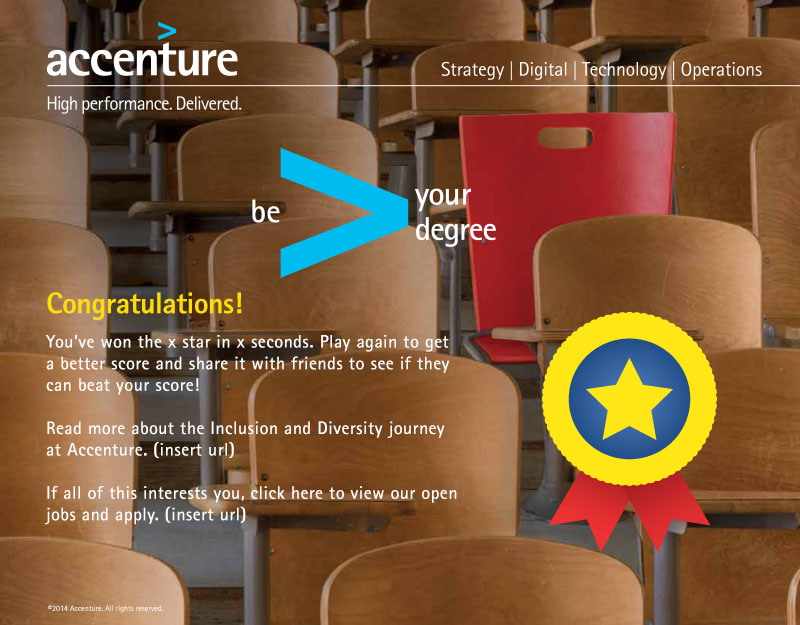 accenture
High performance. Delivered.
Strategy | Digital | Technology | Operations
be > your
degree
Congratulations!
You've won the x star in x seconds. Play again to get
a better score and share it with friends to see if they
can beat your score!
Read more about the Inclusion and Diversity journey
at Accenture. (insert url)
If all of this interests you, click here to view our open
jobs and apply. (insert url)
©2014 Accenture. All rights reserved.